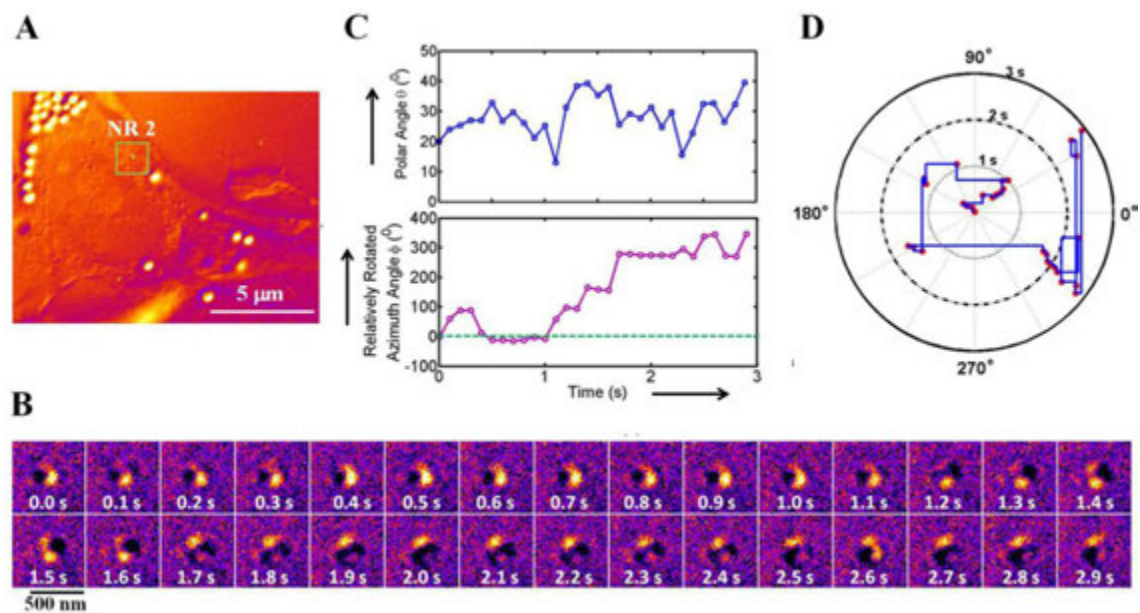 A
NR 2
5 μm
C
50
40
30
20
10
0
Polar Angle θ (⁰)
400
300
200
100
0
-100
Relatively Rotated
Azimuth Angle ϕ (⁰)
0 1 2 3
Time (s)
D
90°
3 s
2 s
1 s
180°
0°
270°
B
0.0 s 0.1 s 0.2 s 0.3 s 0.4 s 0.5 s 0.6 s 0.7 s 0.8 s 0.9 s 1.0 s 1.1 s 1.2 s 1.3 s 1.4 s
1.5 s 1.6 s 1.7 s 1.8 s 1.9 s 2.0 s 2.1 s 2.2 s 2.3 s 2.4 s 2.5 s 2.6 s 2.7 s 2.8 s 2.9 s
500 nm